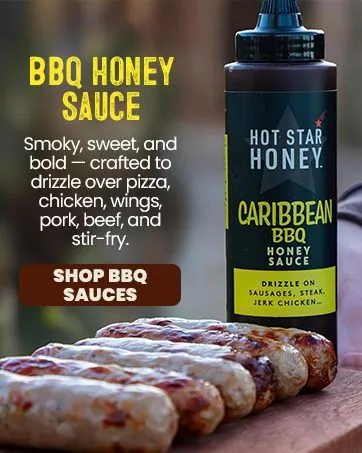 BBQ HONEY
SAUCE
Smoky, sweet, and
bold — crafted to
drizzle over pizza,
chicken, wings,
pork, beef, and
stir-fry.
SHOP BBQ
SAUCES
HOT STAR
HONEY.
CARIBBEAN
BBQ
HONEY
SAUCE
DRIZZLE ON
SAUSAGES, STEAK,
JERK CHICKEN...